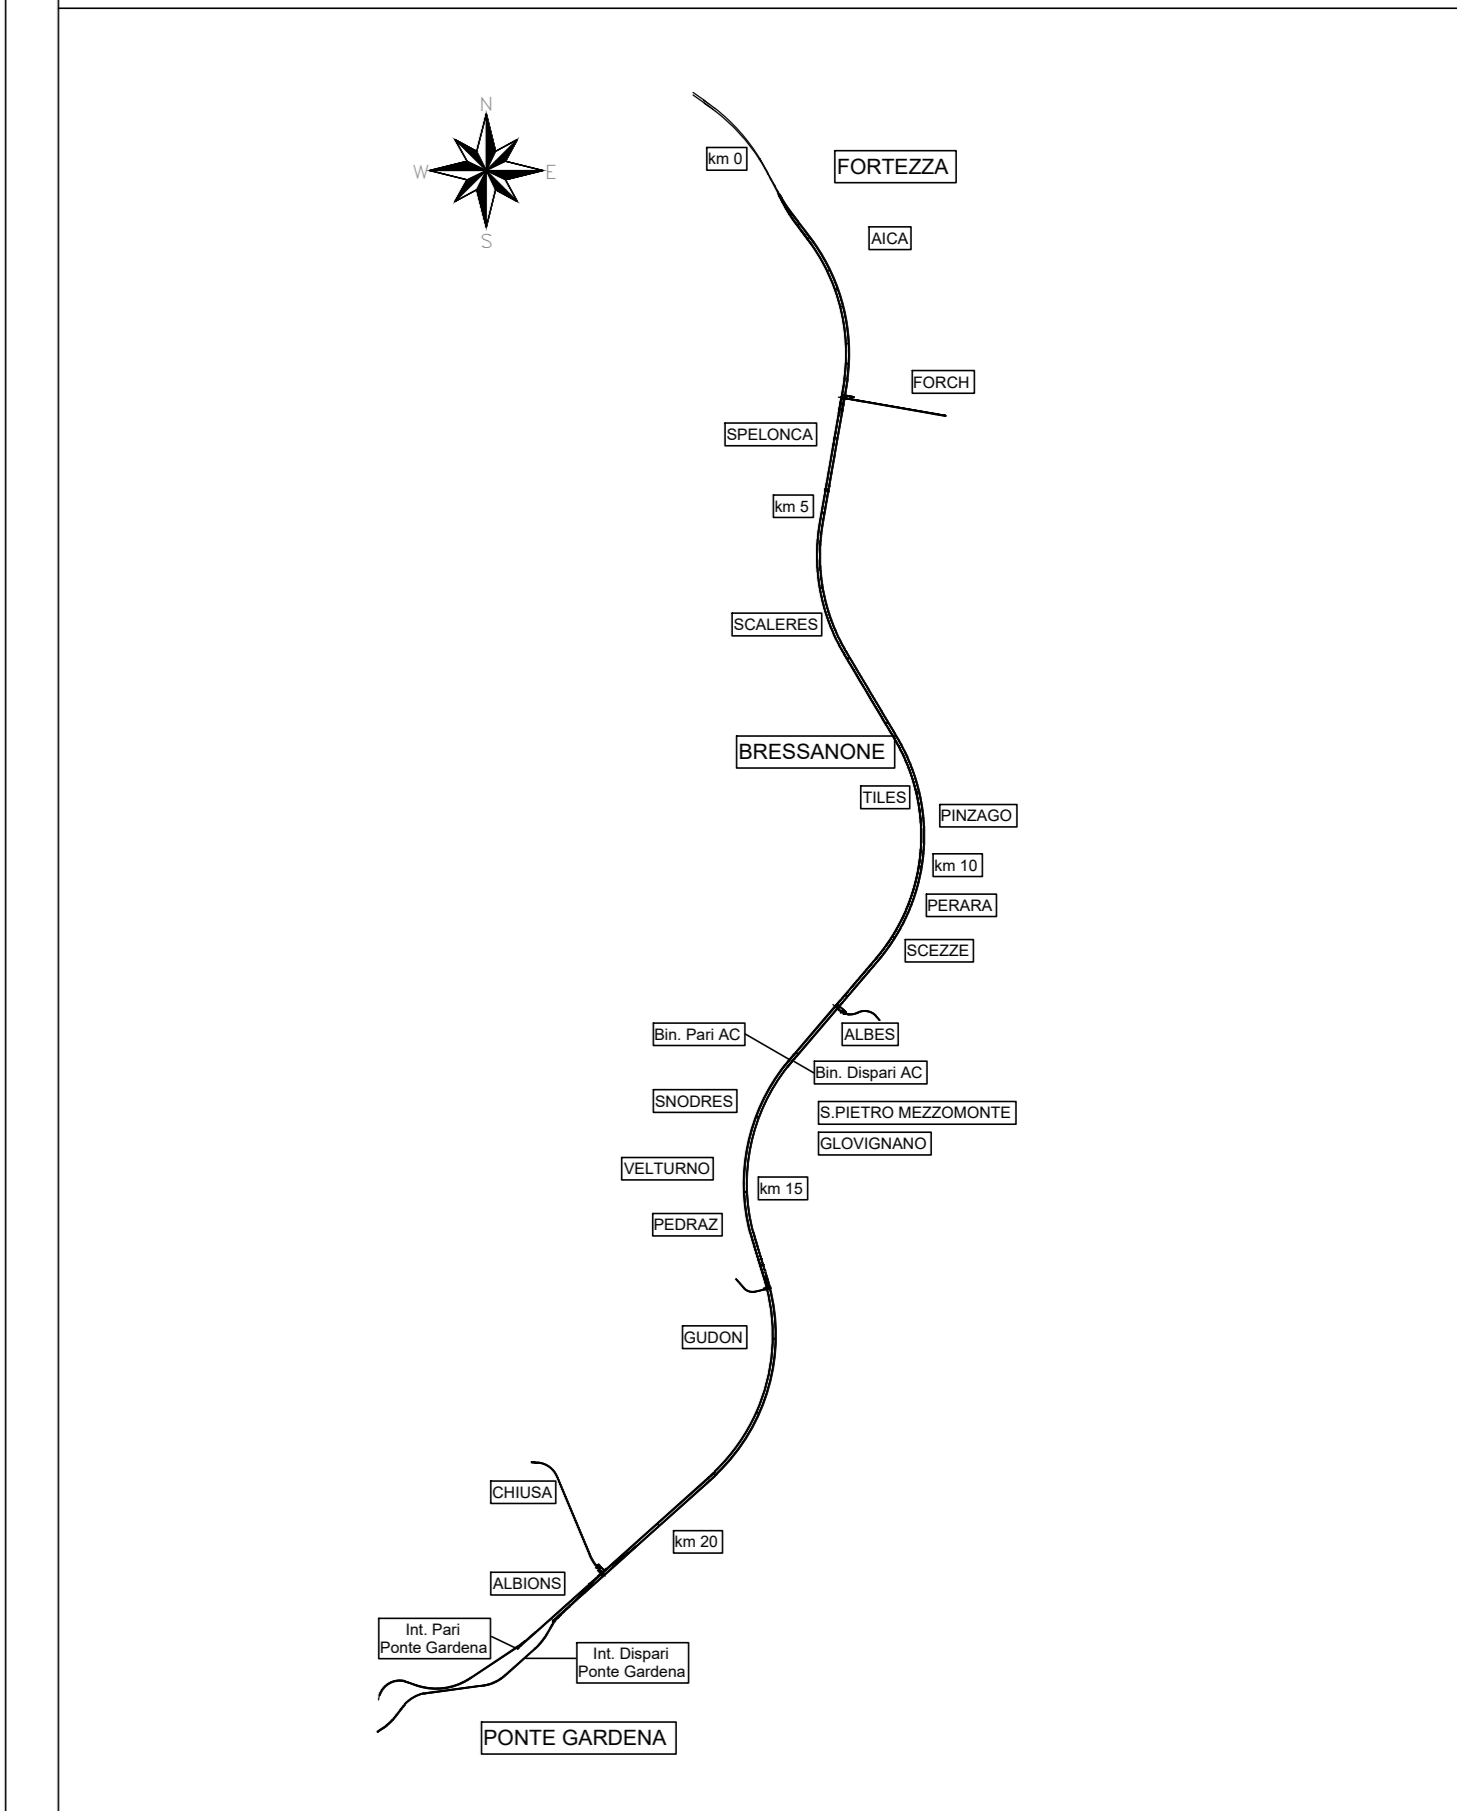 N
km 0
FORTEZZA
W
E
AICA
S
FORCH
SPELONCA
km 5
SCALERES
BRESSANONE
TILES
PINZAGO
km 10
PERARA
SCEZZE
Bin. Pari AC
ALBES
Bin. Dispari AC
SNODRES
S.PIETRO MEZZOMONTE
GLOVIGNANO
VELTURNO
km 15
PEDRAZ
GUDON
CHIUSA
km 20
ALBIONS
Int. Pari
Ponte Gardena
Int. Dispari
Ponte Gardena
PONTE GARDENA